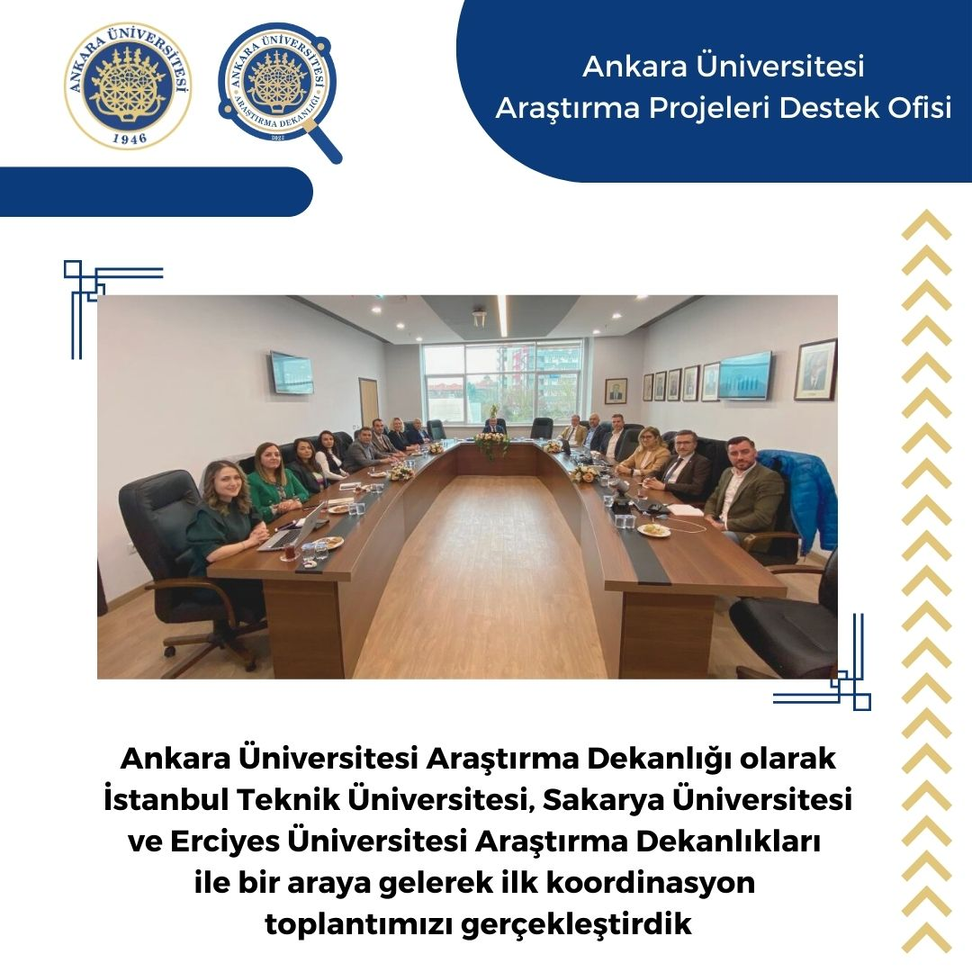 ANKARA ÜNİVERSİTESİ
1946
ANKARA ÜNİVERSİTESİ
ARAŞTIRMA DEKANLIĞI
Ankara Üniversitesi
Araştırma Projeleri Destek Ofisi
Ankara Üniversitesi Araştırma Dekanlığı olarak
İstanbul Teknik Üniversitesi, Sakarya Üniversitesi
ve Erciyes Üniversitesi Araştırma Dekanlıkları
ile bir araya gelerek ilk koordinasyon
toplantımızı gerçekleştirdik